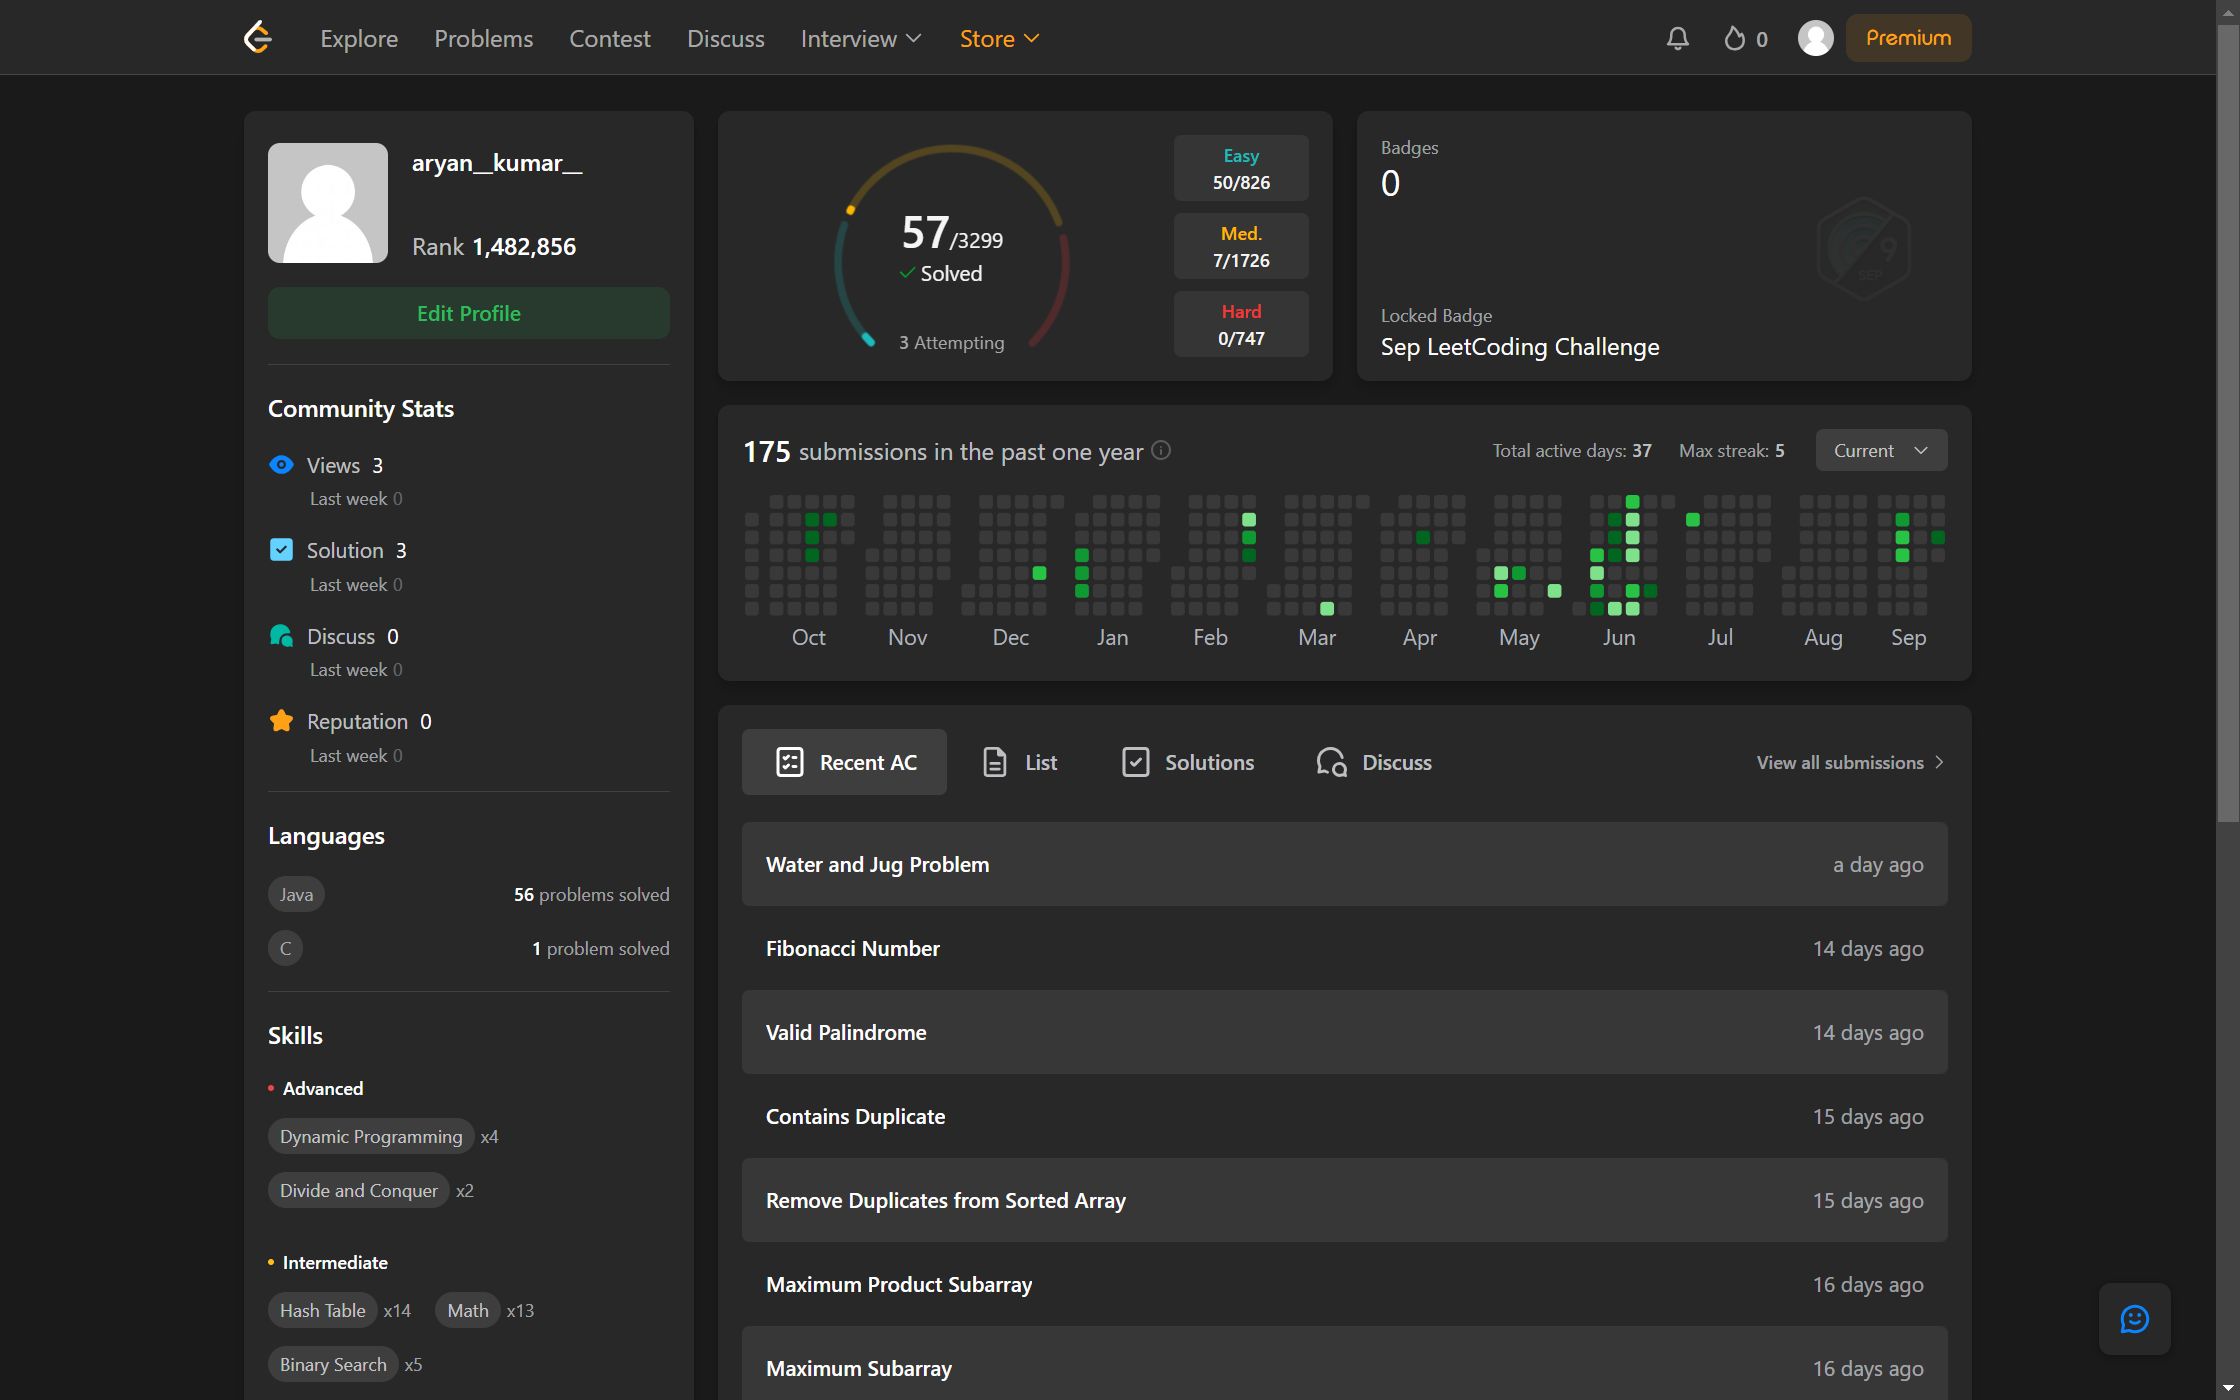 Explore Problems Contest Discuss Interview Store 0 Premium
aryan__kumar__
Rank 1,482,856
Edit Profile
Community Stats
Views 3
Last week 0
Solution 3
Last week 0
Discuss 0
Last week 0
Reputation 0
Last week 0
Languages
Java 56 problems solved
C 1 problem solved
Skills
Advanced
Dynamic Programming x4
Divide and Conquer x2
Intermediate
Hash Table x14 Math x13
Binary Search x5
57/3299
Solved
3 Attempting
Easy
50/826
Med.
7/1726
Hard
0/747
Badges
0
9
SEP
Locked Badge
Sep LeetCoding Challenge
175 submissions in the past one year Total active days: 37 Max streak: 5 Current
Oct Nov Dec Jan Feb Mar Apr May Jun Jul Aug Sep
Recent AC List Solutions Discuss View all submissions
Water and Jug Problem a day ago
Fibonacci Number 14 days ago
Valid Palindrome 14 days ago
Contains Duplicate 15 days ago
Remove Duplicates from Sorted Array 15 days ago
Maximum Product Subarray 16 days ago
Maximum Subarray 16 days ago